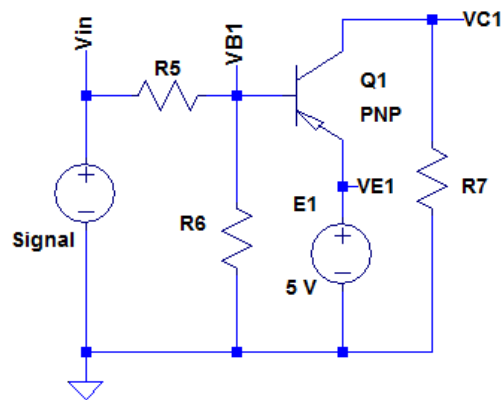 Vin
VB1
VC1
R5
Q1
PNP
VE1
R7
E1
R6
Signal
5 V
+
−
+
−